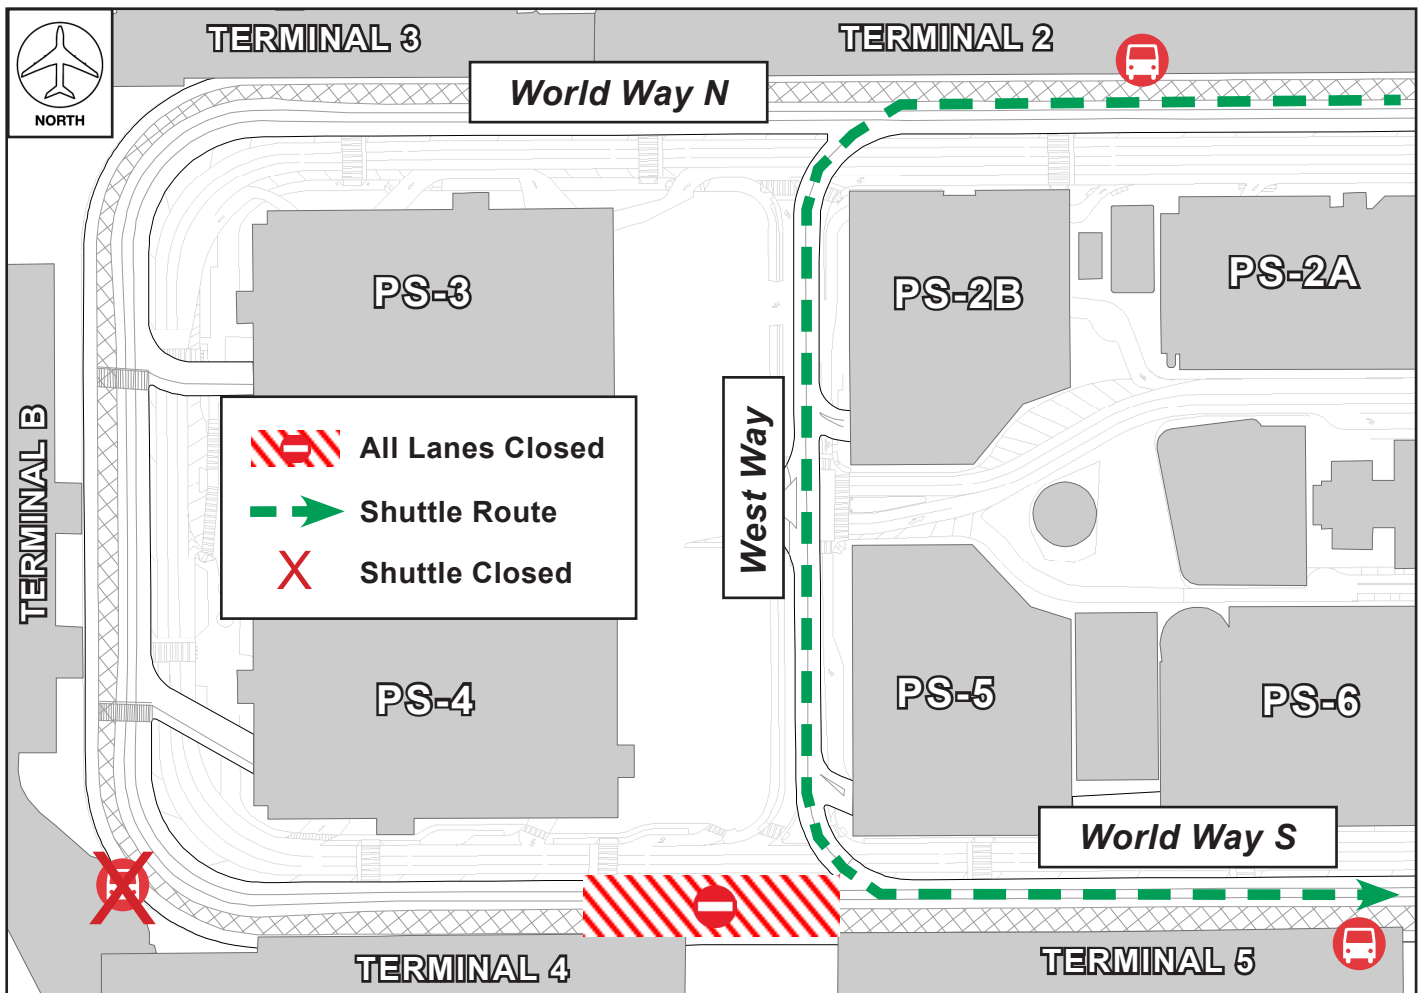 TERMINAL 3
TERMINAL 2
World Way N
NORTH
PS-3
PS-2B
PS-2A
TERMINAL B
West Way
All Lanes Closed
Shuttle Route
Shuttle Closed
PS-4
PS-5
PS-6
World Way S
TERMINAL 4
TERMINAL 5